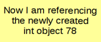 Now I am referencing
the newly created
int object 78